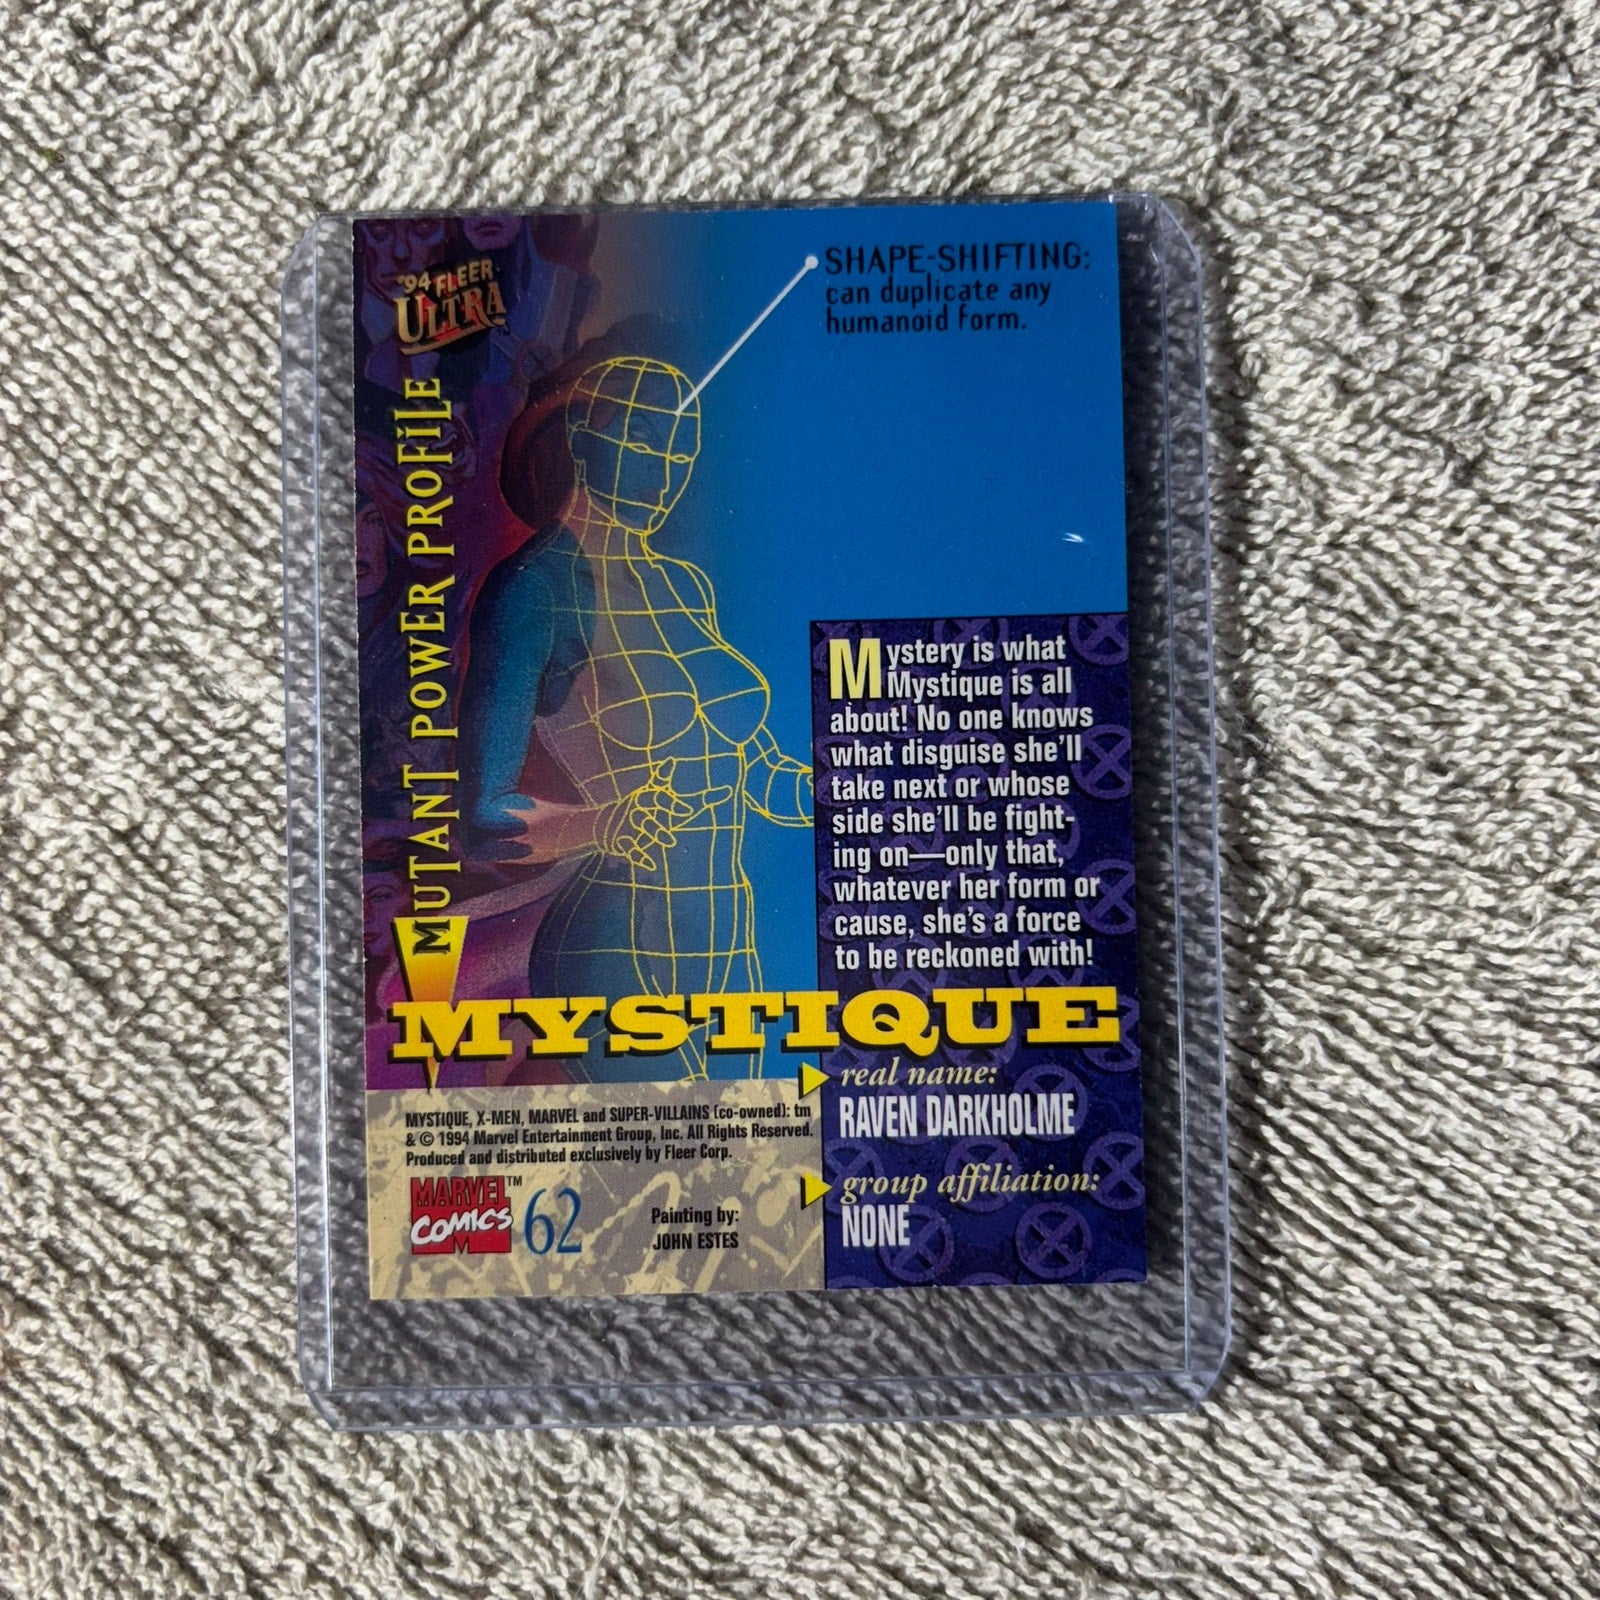 '94 FLEER
ULTRA™
MUTANT POWER PROFILE
SHAPE-SHIFTING:
can duplicate any
humanoid form.
Mystery is what
Mystique is all
about! No one knows
what disguise she'll
take next or whose
side she'll be fight-
ing on—only that,
whatever her form or
cause, she's a force
to be reckoned with!
MYSTIQUE
real name:
RAVEN DARKHOLME
group affiliation:
NONE
MYSTIQUE, X-MEN, MARVEL and SUPER-VILLAINS (co-owned): tm
& © 1994 Marvel Entertainment Group, Inc. All Rights Reserved.
Produced and distributed exclusively by Fleer Corp.
MARVEL™
COMICS
M
62
Painting by:
JOHN ESTES